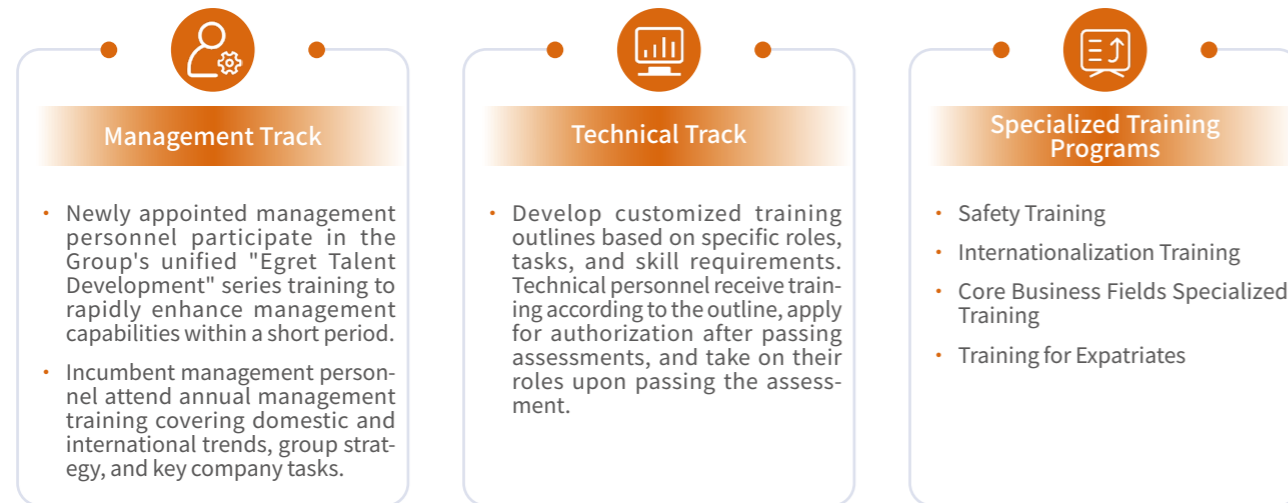 Management Track
• Newly appointed management
personnel participate in the
Group's unified "Egret Talent
Development" series training to
rapidly enhance management
capabilities within a short period.
• Incumbent management person-
nel attend annual management
training covering domestic and
international trends, group strat-
egy, and key company tasks.
Technical Track
• Develop customized training
outlines based on specific roles,
tasks, and skill requirements.
Technical personnel receive train-
ing according to the outline, apply
for authorization after passing
assessments, and take on their
roles upon passing the assess-
ment.
Specialized Training
Programs
• Safety Training
• Internationalization Training
• Core Business Fields Specialized
Training
• Training for Expatriates